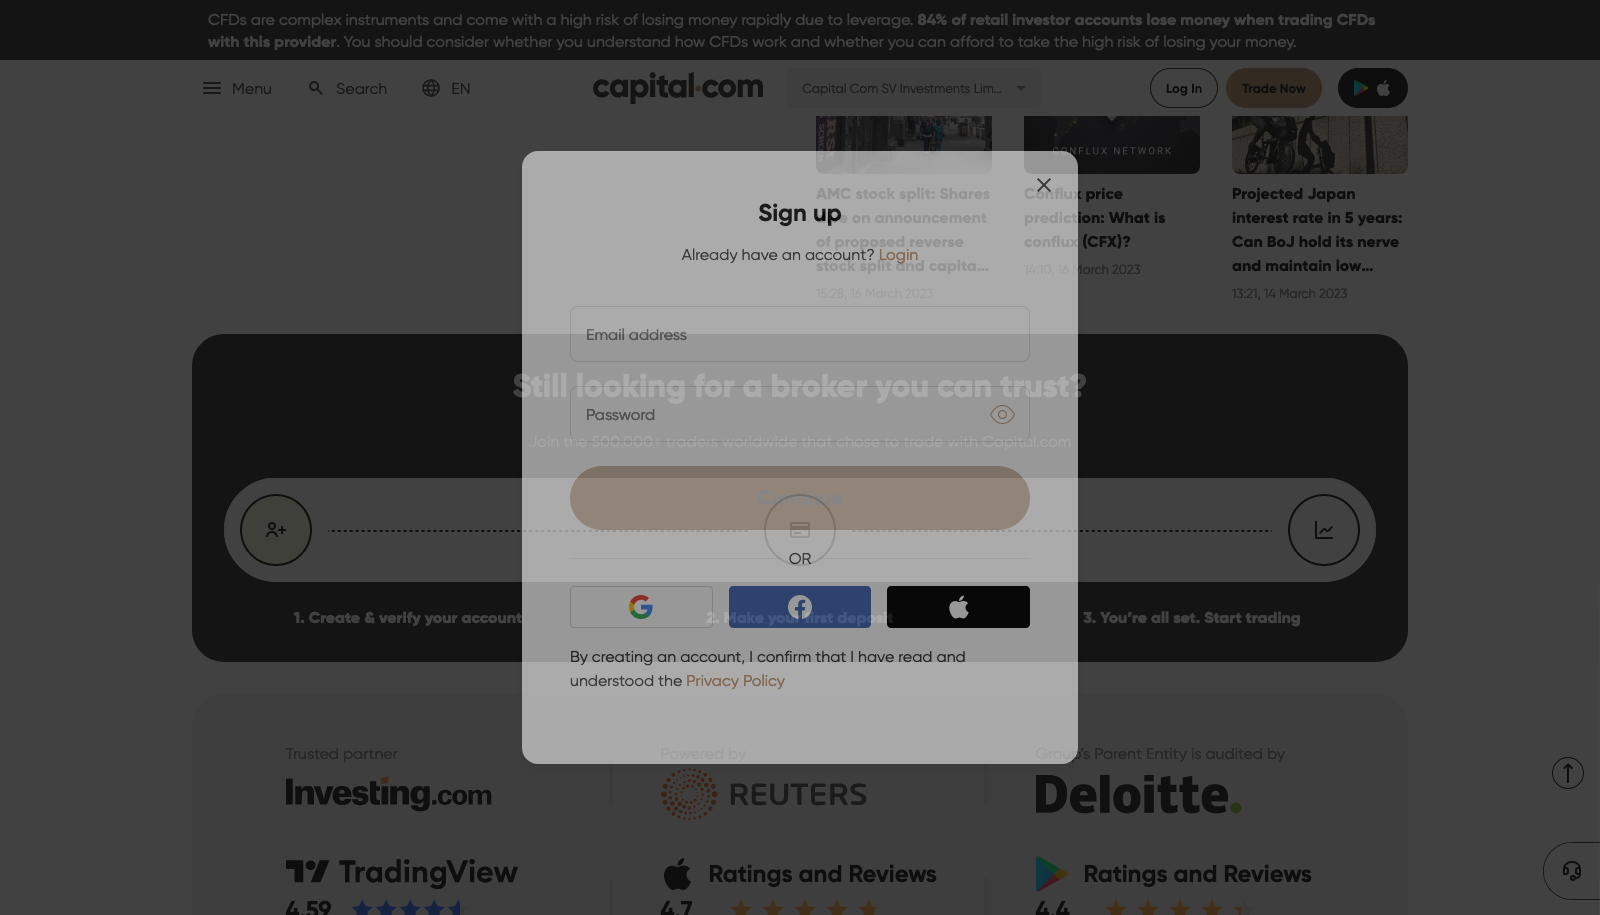 CFDs are complex instruments and come with a high risk of losing money rapidly due to leverage. 84% of retail investor accounts lose money when trading CFDs
with this provider. You should consider whether you understand how CFDs work and whether you can afford to take the high risk of losing your money.
Menu
Search
EN
capital.com
Capital Com SV Investments Lim...
Log In
Trade Now
CONFLUX NETWORK
AMC stock split: Shares
on announcement
of proposed reverse
stock split and capita...
15:28, 16 March 2023
Conflux price
prediction: What is
conflux (CFX)?
14:10, 16 March 2023
Projected Japan
interest rate in 5 years:
Can BoJ hold its nerve
and maintain low...
13:21, 14 March 2023
Sign up
Already have an account? Login
Email address
Still looking for a broker you can trust?
Password
Join the 500.000+ traders worldwide that chose to trade with Capital.com
Continue
OR
1. Create & verify your account
2. Make your first deposit
3. You're all set. Start trading
By creating an account, I confirm that I have read and
understood the Privacy Policy
Trusted partner
Investing.com
Powered by
REUTERS
Group's Parent Entity is audited by
Deloitte.
TradingView
4.59
Ratings and Reviews
4.7
Ratings and Reviews
4.4